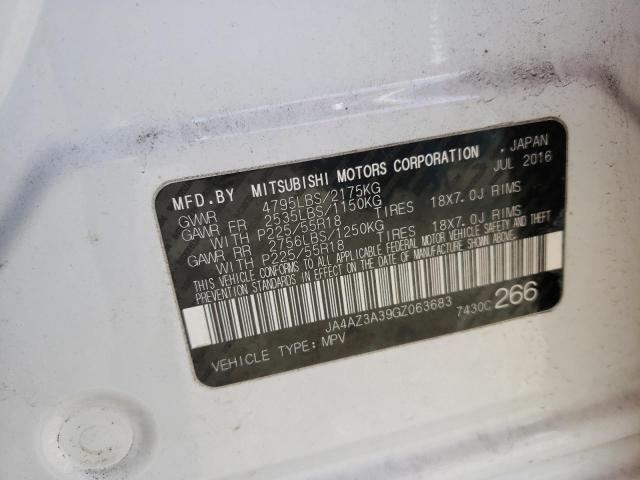 MFD.BY MITSUBISHI MOTORS CORPORATION , JAPAN
JUL 2016
GVWR 4795LBS/2175KG
GAWR FR 2535LBS/1150KG
WITH P225/55R18 TIRES 18X7.0J RIMS
GAWR RR 2756LBS/1250KG
WITH P225/55R18 TIRES 18X7.0J RIMS
THIS VEHICLE CONFORMS TO ALL APPLICABLE FEDERAL MOTOR VEHICLE SAFETY AND THEFT
PREVENTION STANDARDS IN EFFECT ON THE DATE OF MANUFACTURE SHOWN ABOVE.
JA4AZ3A39GZ063683 7430C 266
VEHICLE TYPE: MPV